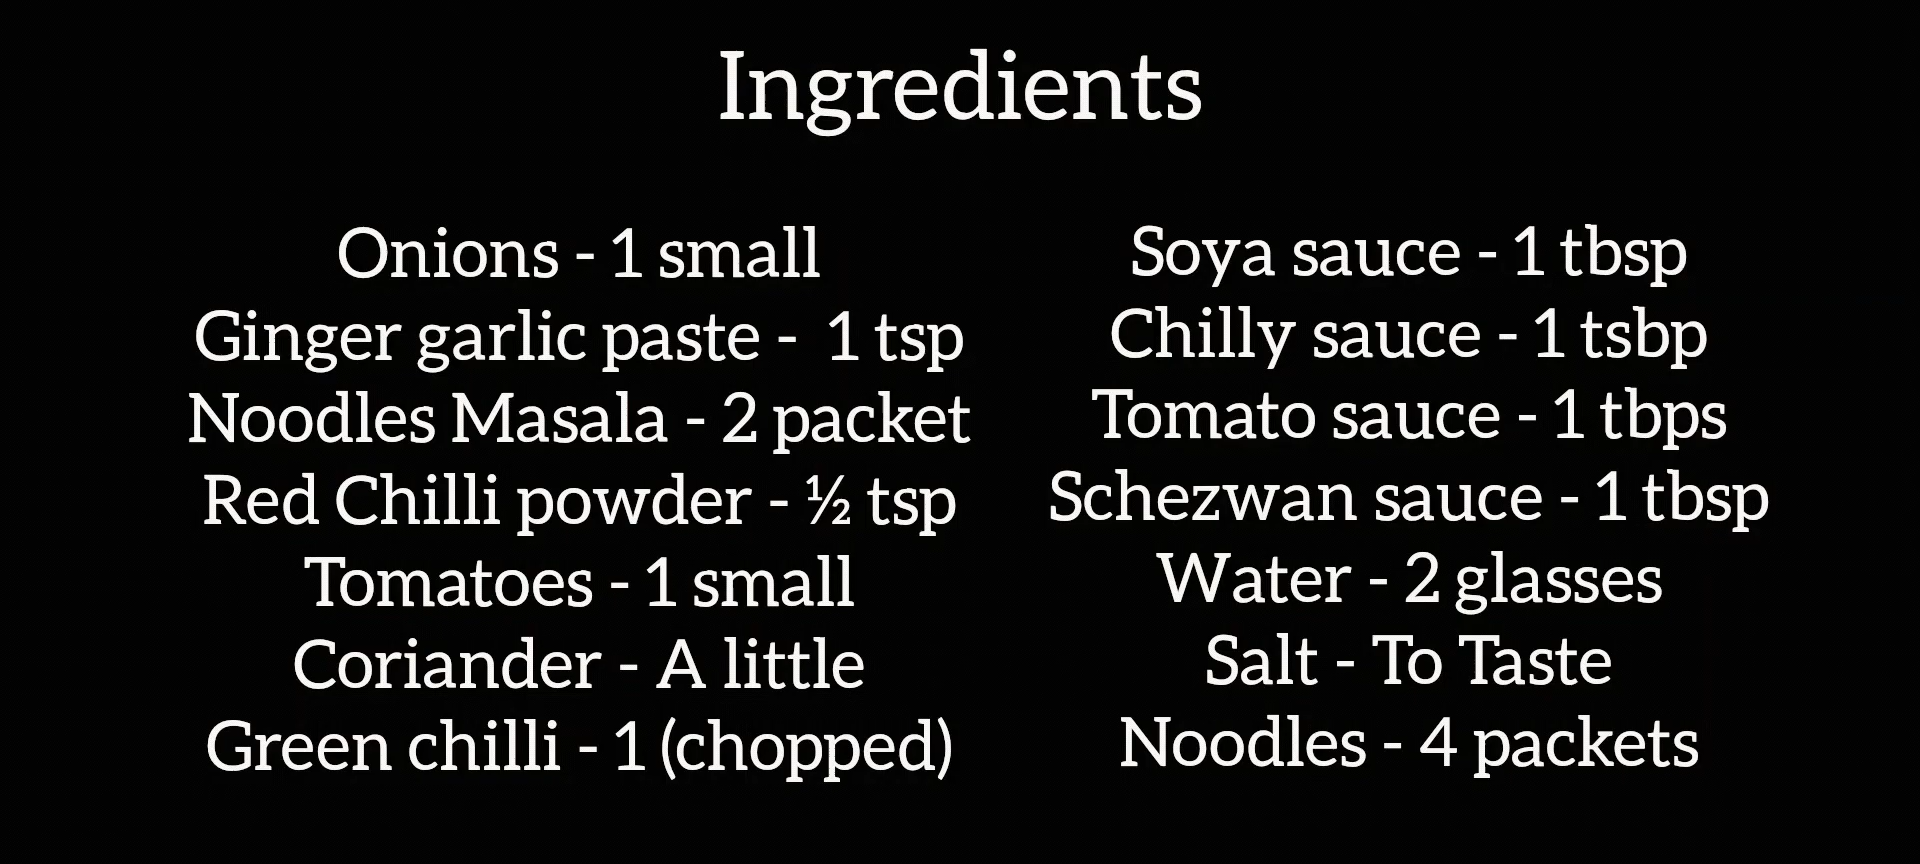 Ingredients
Onions - 1 small
Ginger garlic paste -  1 tsp
Noodles Masala - 2 packet
Red Chilli powder - ½ tsp
Tomatoes - 1 small
Coriander - A little
Green chilli - 1 (chopped)
Soya sauce - 1 tbsp
Chilly sauce - 1 tsbp
Tomato sauce - 1 tbps
Schezwan sauce - 1 tbsp
Water - 2 glasses
Salt - To Taste
Noodles - 4 packets